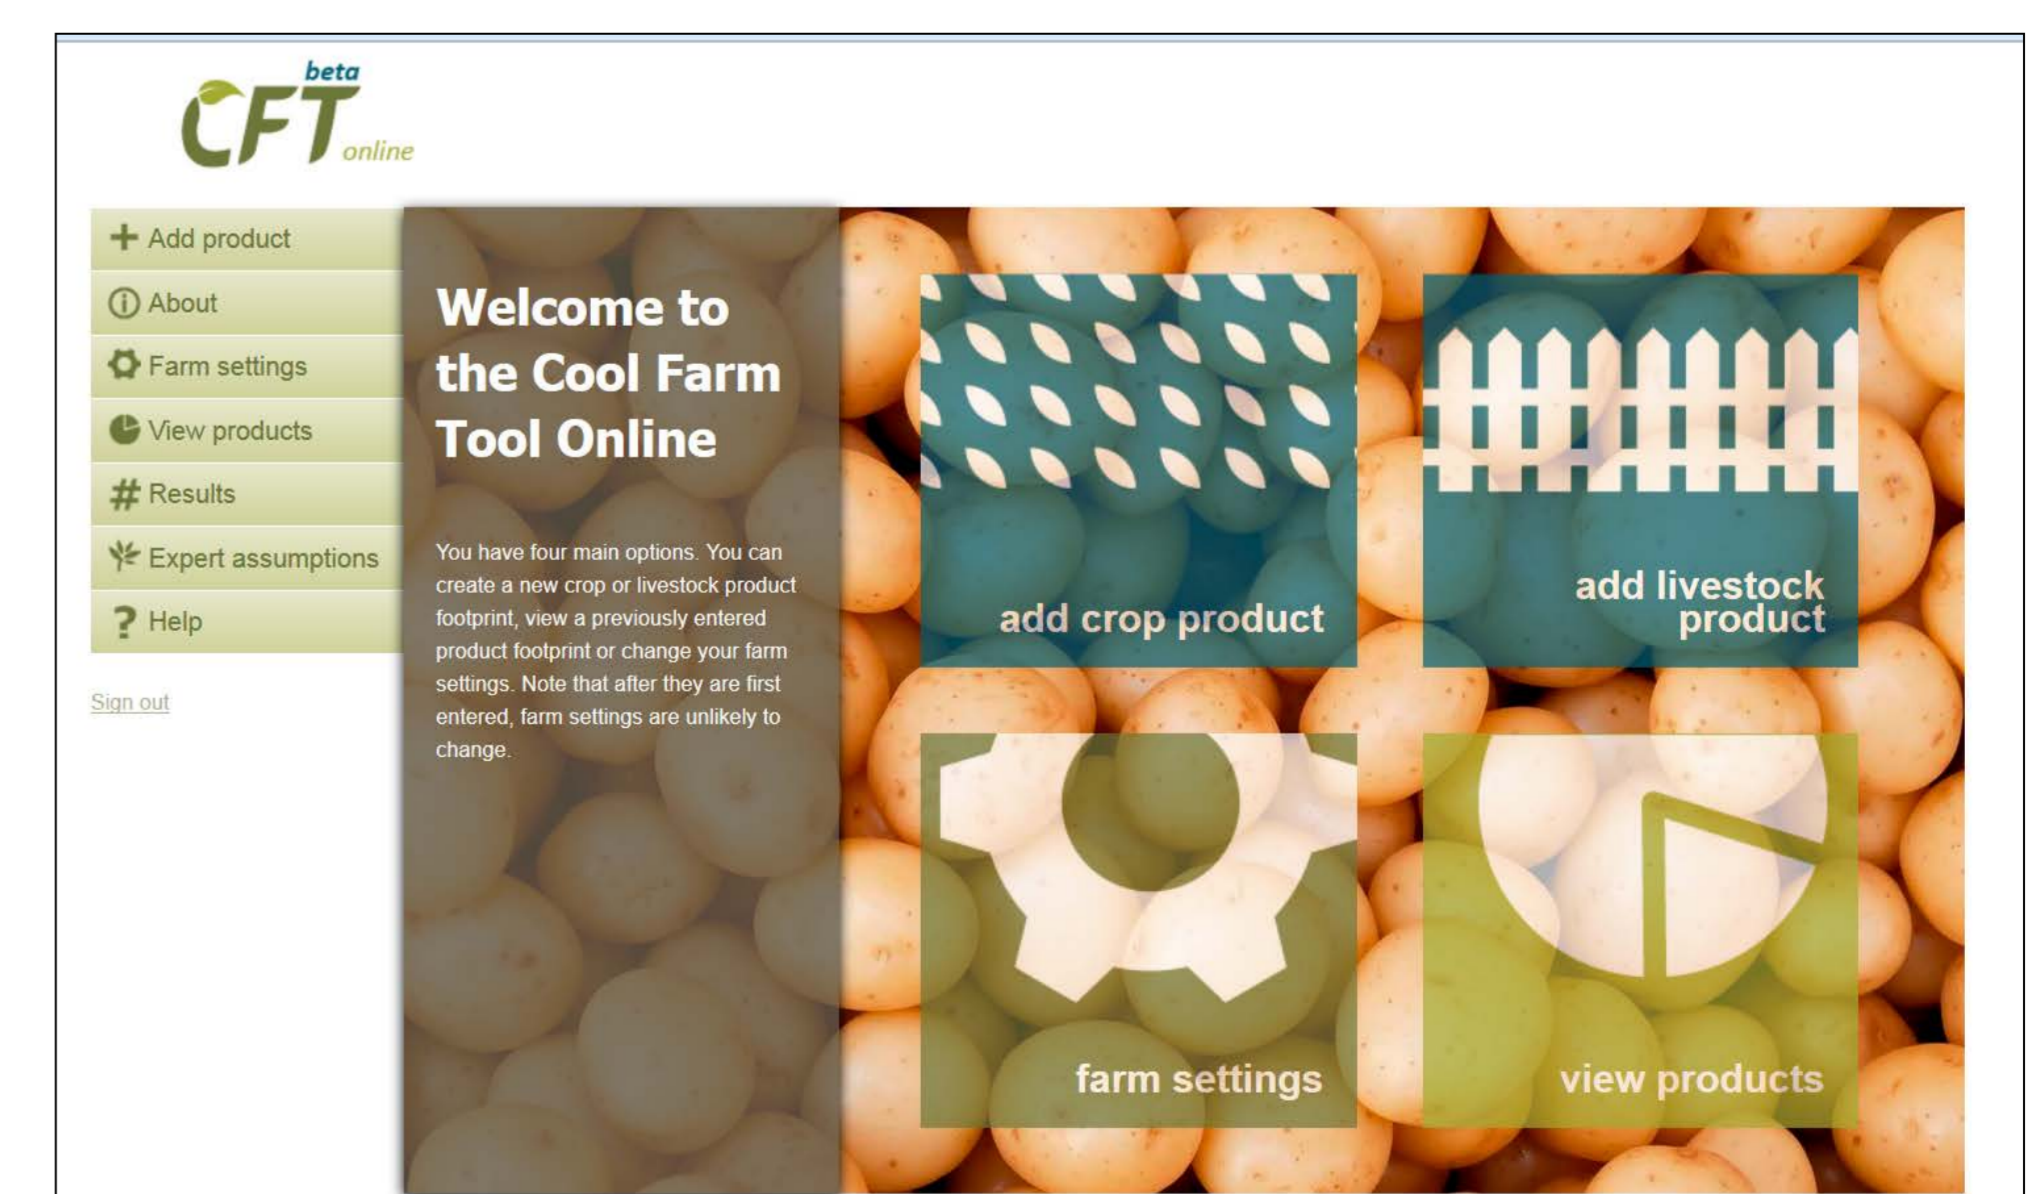 beta
CFT
online
Add product
About
Farm settings
View products
Results
Expert assumptions
Help
Sign out
Welcome to
the Cool Farm
Tool Online
You have four main options. You can
create a new crop or livestock product
footprint, view a previously entered
product footprint or change your farm
settings. Note that after they are first
entered, farm settings are unlikely to
change.
add crop product
add livestock
product
farm settings
view products